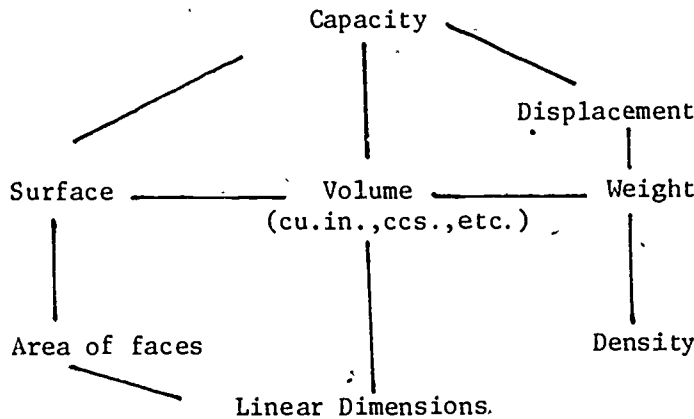 Capacity
Displacement
Surface
Volume
Weight
(cu.in.,ccs.,etc.)
Area of faces
Density
Linear Dimensions.